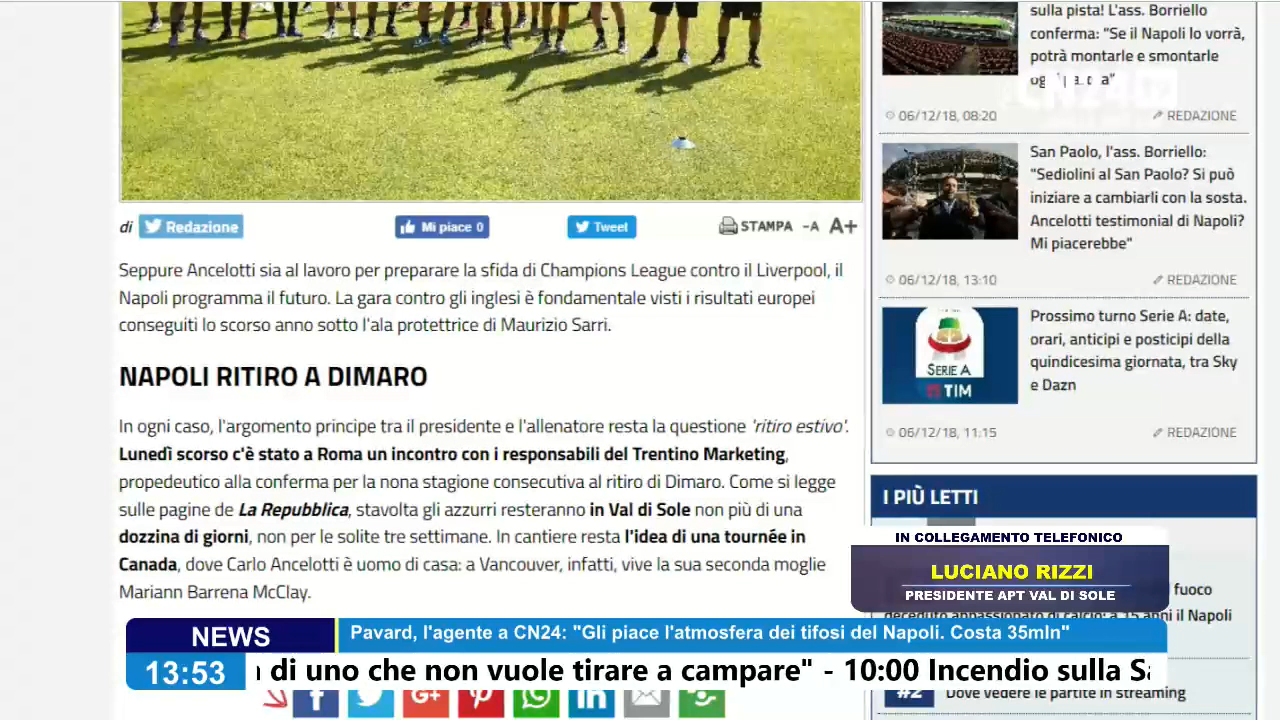 sulla pista! L'ass. Borriello
conferma: "Se il Napoli lo vorrà,
potrà montarle e smontarle
06/12/18, 08:20 REDAZIONE
San Paolo, l'ass. Borriello:
"Sediolini al San Paolo? Si può
iniziare a cambiarli con la sosta.
Ancelotti testimonial di Napoli?
Mi piacerebbe"
06/12/18, 13:10 REDAZIONE
SERIE A
TIM
Prossimo turno Serie A: date,
orari, anticipi e posticipi della
quindicesima giornata, tra Sky
e Dazn
06/12/18, 11:15 REDAZIONE
I PIÙ LETTI
di Redazione Mi piace 0 Tweet STAMPA -A A+
Seppure Ancelotti sia al lavoro per preparare la sfida di Champions League contro il Liverpool, il
Napoli programma il futuro. La gara contro gli inglesi è fondamentale visti i risultati europei
conseguiti lo scorso anno sotto l'ala protettrice di Maurizio Sarri.
NAPOLI RITIRO A DIMARO
In ogni caso, l'argomento principe tra il presidente e l'allenatore resta la questione 'ritiro estivo'.
Lunedì scorso c'è stato a Roma un incontro con i responsabili del Trentino Marketing,
propedeutico alla conferma per la nona stagione consecutiva al ritiro di Dimaro. Come si legge
sulle pagine de La Repubblica, stavolta gli azzurri resteranno in Val di Sole non più di una
dozzina di giorni, non per le solite tre settimane. In cantiere resta l'idea di una tournée in
Canada, dove Carlo Ancelotti è uomo di casa: a Vancouver, infatti, vive la sua seconda moglie
Mariann Barrena McClay.
IN COLLEGAMENTO TELEFONICO
LUCIANO RIZZI
PRESIDENTE APT VAL DI SOLE
fuoco
deceduto appassionato di calcio: a 35 anni il Napoli
NEWS
Pavard, l'agente a CN24: "Gli piace l'atmosfera dei tifosi del Napoli. Costa 35mln"
13:53
di uno che non vuole tirare a campare" - 10:00 Incendio sulla
#2 Dove vedere le partite in streaming